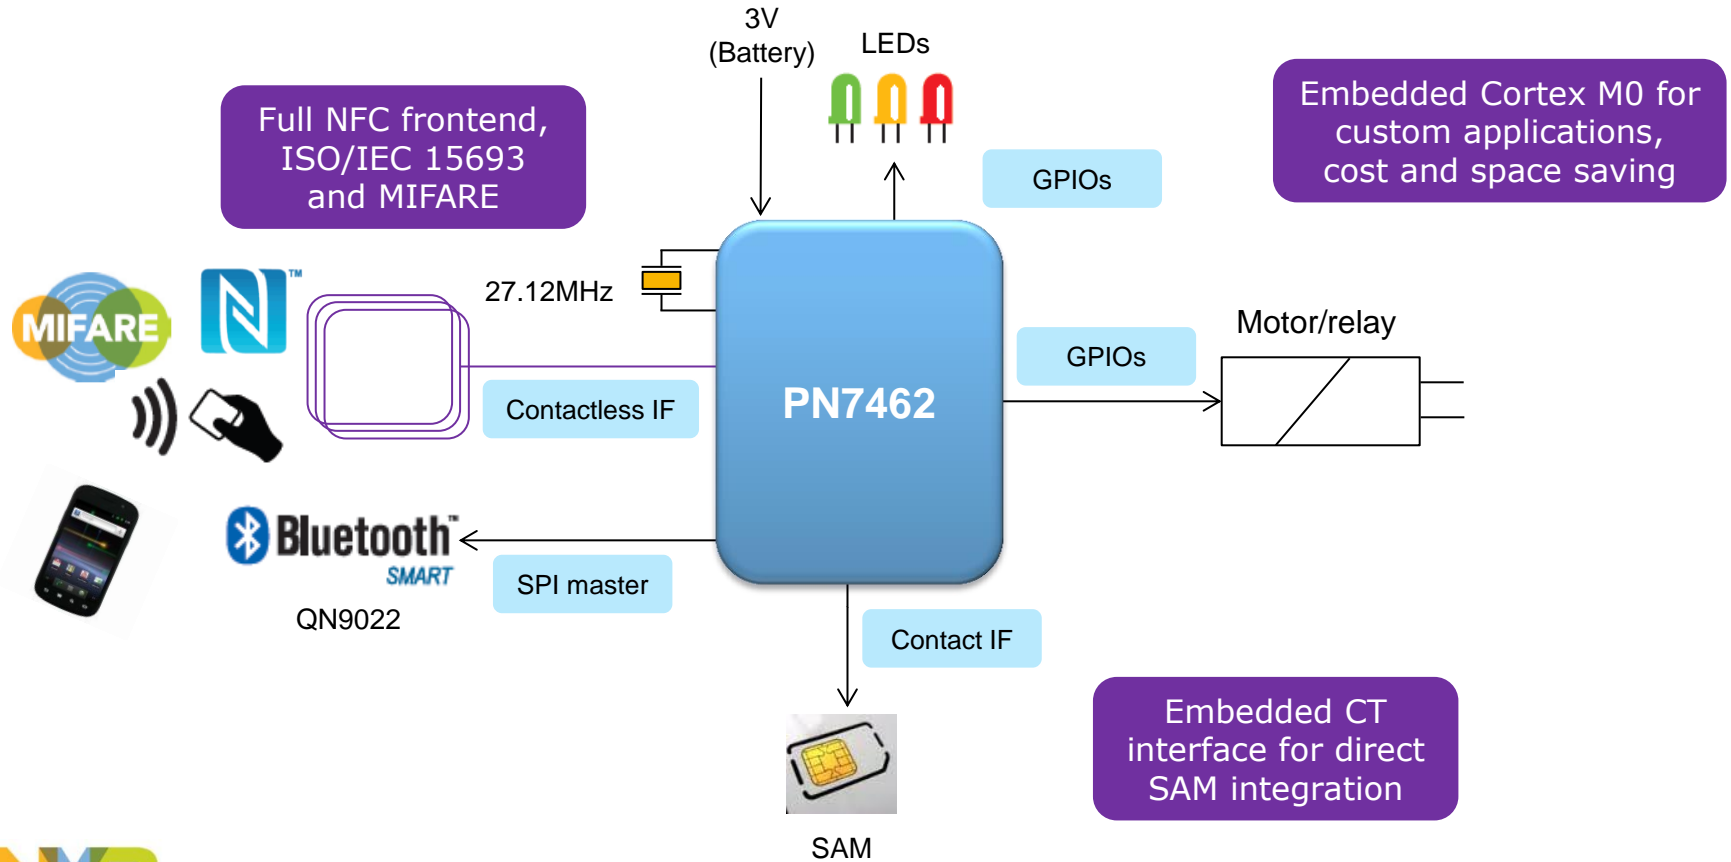 3V
(Battery)
LEDs
Full NFC frontend,
ISO/IEC 15693
and MIFARE
Embedded Cortex M0 for
custom applications,
cost and space saving
GPIOs
27.12MHz
MIFARE
TM
Motor/relay
GPIOs
PN7462
Contactless IF
Bluetooth™
SMART
SPI master
QN9022
Contact IF
Embedded CT
interface for direct
SAM integration
SAM